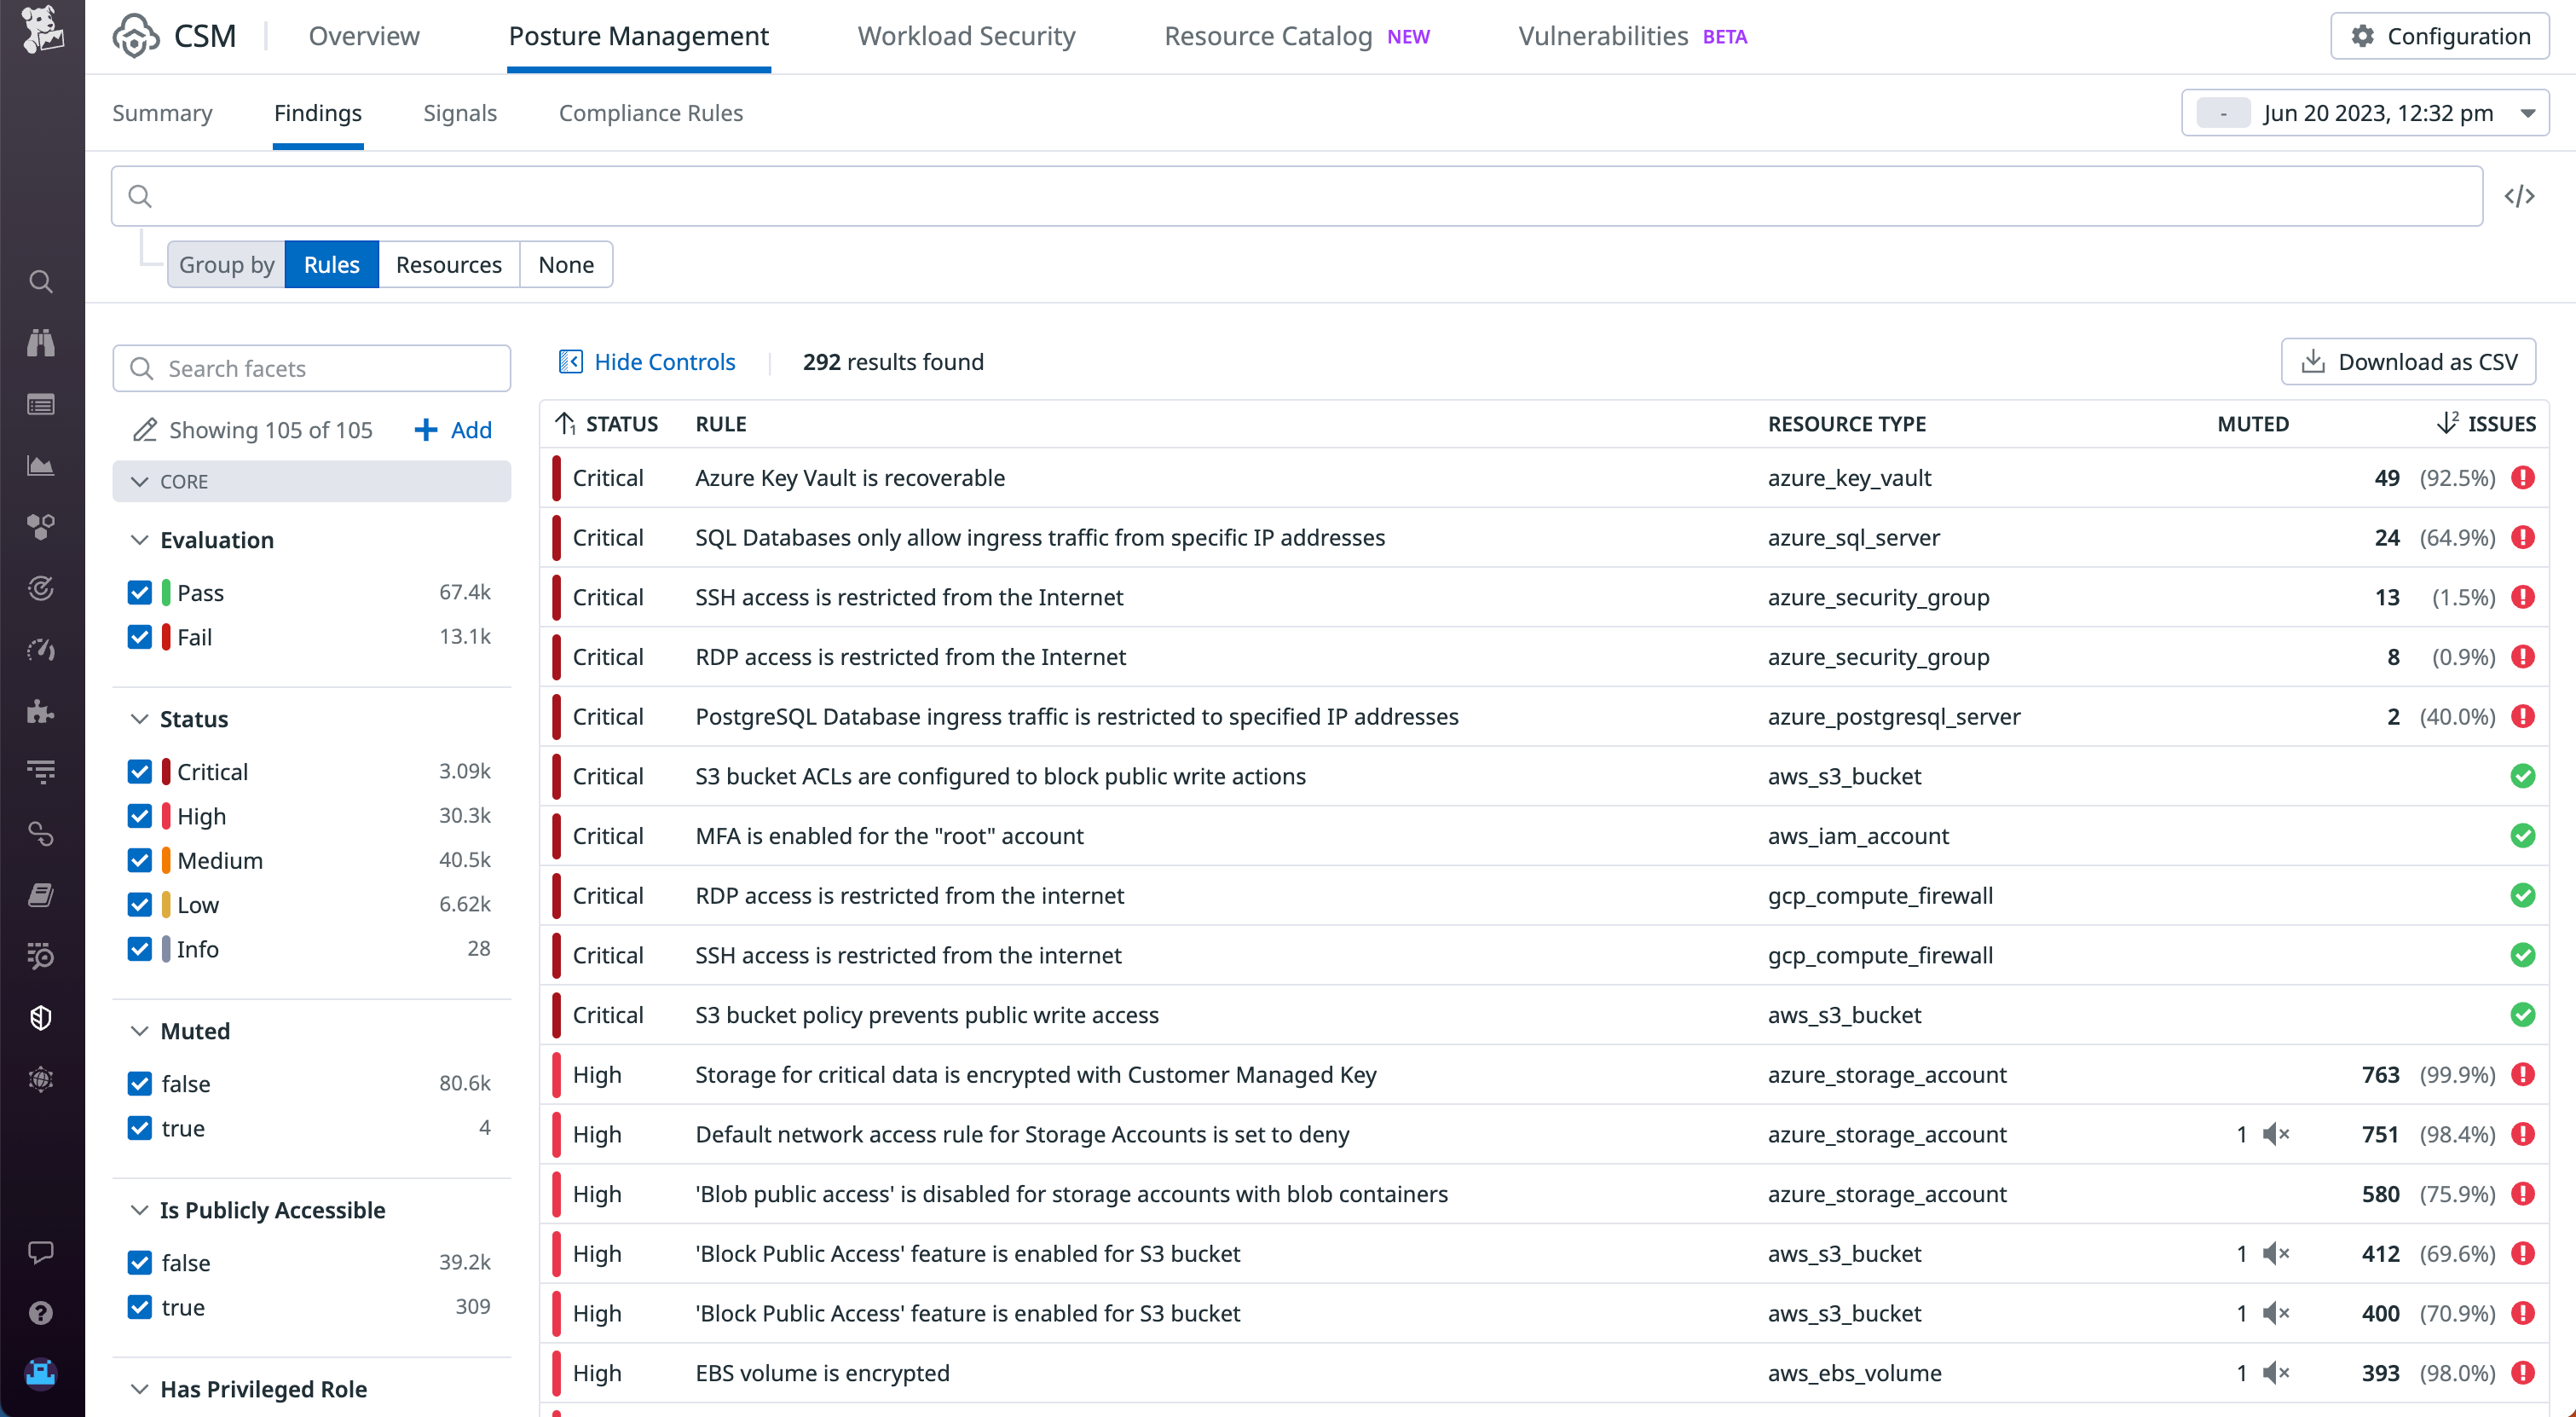 CSM Overview Posture Management Workload Security Resource Catalog NEW Vulnerabilities BETA Configuration
Summary Findings Signals Compliance Rules - Jun 20 2023, 12:32 pm
</>
Group by Rules Resources None
Search facets
Showing 105 of 105 Add
CORE
Evaluation
Pass 67.4k
Fail 13.1k
Status
Critical 3.09k
High 30.3k
Medium 40.5k
Low 6.62k
Info 28
Muted
false 80.6k
true 4
Is Publicly Accessible
false 39.2k
true 309
Has Privileged Role
Hide Controls 292 results found Download as CSV
1 STATUS RULE RESOURCE TYPE MUTED 2 ISSUES
Critical Azure Key Vault is recoverable azure_key_vault 49 (92.5%)
Critical SQL Databases only allow ingress traffic from specific IP addresses azure_sql_server 24 (64.9%)
Critical SSH access is restricted from the Internet azure_security_group 13 (1.5%)
Critical RDP access is restricted from the Internet azure_security_group 8 (0.9%)
Critical PostgreSQL Database ingress traffic is restricted to specified IP addresses azure_postgresql_server 2 (40.0%)
Critical S3 bucket ACLs are configured to block public write actions aws_s3_bucket
Critical MFA is enabled for the "root" account aws_iam_account
Critical RDP access is restricted from the internet gcp_compute_firewall
Critical SSH access is restricted from the internet gcp_compute_firewall
Critical S3 bucket policy prevents public write access aws_s3_bucket
High Storage for critical data is encrypted with Customer Managed Key azure_storage_account 763 (99.9%)
High Default network access rule for Storage Accounts is set to deny azure_storage_account 1 751 (98.4%)
High 'Blob public access' is disabled for storage accounts with blob containers azure_storage_account 580 (75.9%)
High 'Block Public Access' feature is enabled for S3 bucket aws_s3_bucket 1 412 (69.6%)
High 'Block Public Access' feature is enabled for S3 bucket aws_s3_bucket 1 400 (70.9%)
High EBS volume is encrypted aws_ebs_volume 1 393 (98.0%)